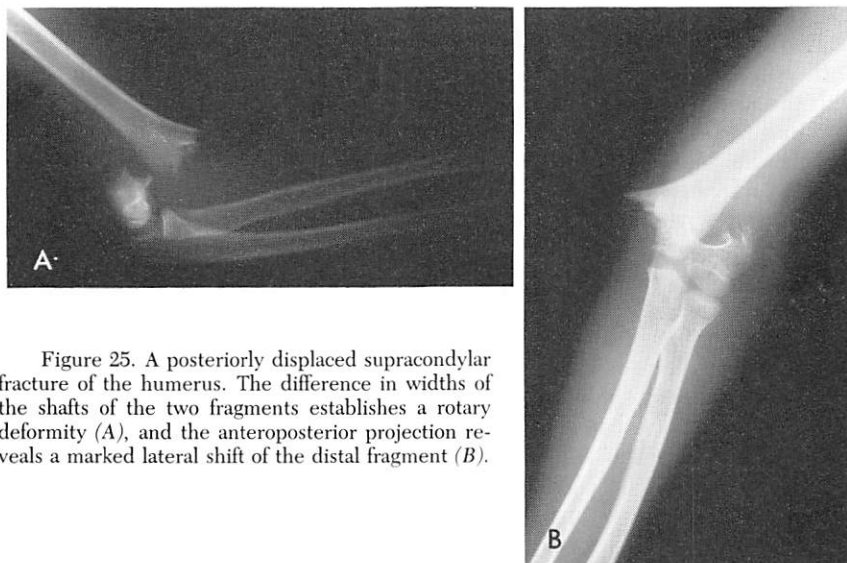 A
B
Figure 25. A posteriorly displaced supracondylar
fracture of the humerus. The difference in widths of
the shafts of the two fragments establishes a rotary
deformity (A), and the anteroposterior projection re-
veals a marked lateral shift of the distal fragment (B).